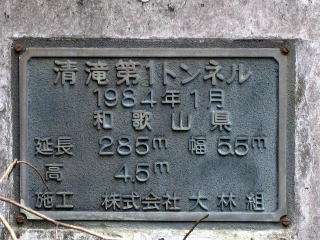 清滝第1トンネル
1984年1月
和歌山県
延長 285m 幅 5.5m
高 4.5m
施工 株式会社大林組